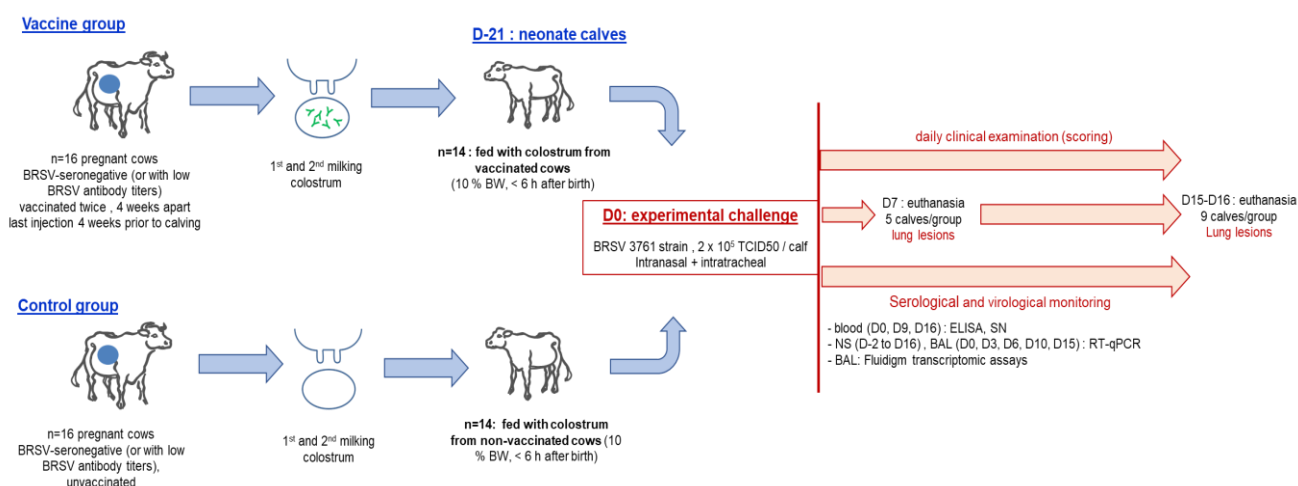 Vaccine group
n=16 pregnant cows
BRSV-seronegative (or with low
BRSV antibody titers)
vaccinated twice , 4 weeks apart
last injection 4 weeks prior to calving
1st and 2nd milking
colostrum
D-21 : neonate calves
n=14 : fed with colostrum from
vaccinated cows
(10 % BW, < 6 h after birth)
Control group
n=16 pregnant cows
BRSV-seronegative (or with low
BRSV antibody titers),
unvaccinated
1st and 2nd milking
colostrum
n=14: fed with colostrum
from non-vaccinated cows (10
% BW, < 6 h after birth)
D0: experimental challenge
BRSV 3761 strain , 2 x 10⁵ TCID50 / calf
Intranasal + intratracheal
daily clinical examination (scoring)
D7 : euthanasia
5 calves/group
lung lesions
D15-D16 : euthanasia
9 calves/group
Lung lesions
Serological and virological monitoring
- blood (D0, D9, D16) : ELISA, SN
- NS (D-2 to D16) , BAL (D0, D3, D6, D10, D15) : RT-qPCR
- BAL: Fluidigm transcriptomic assays